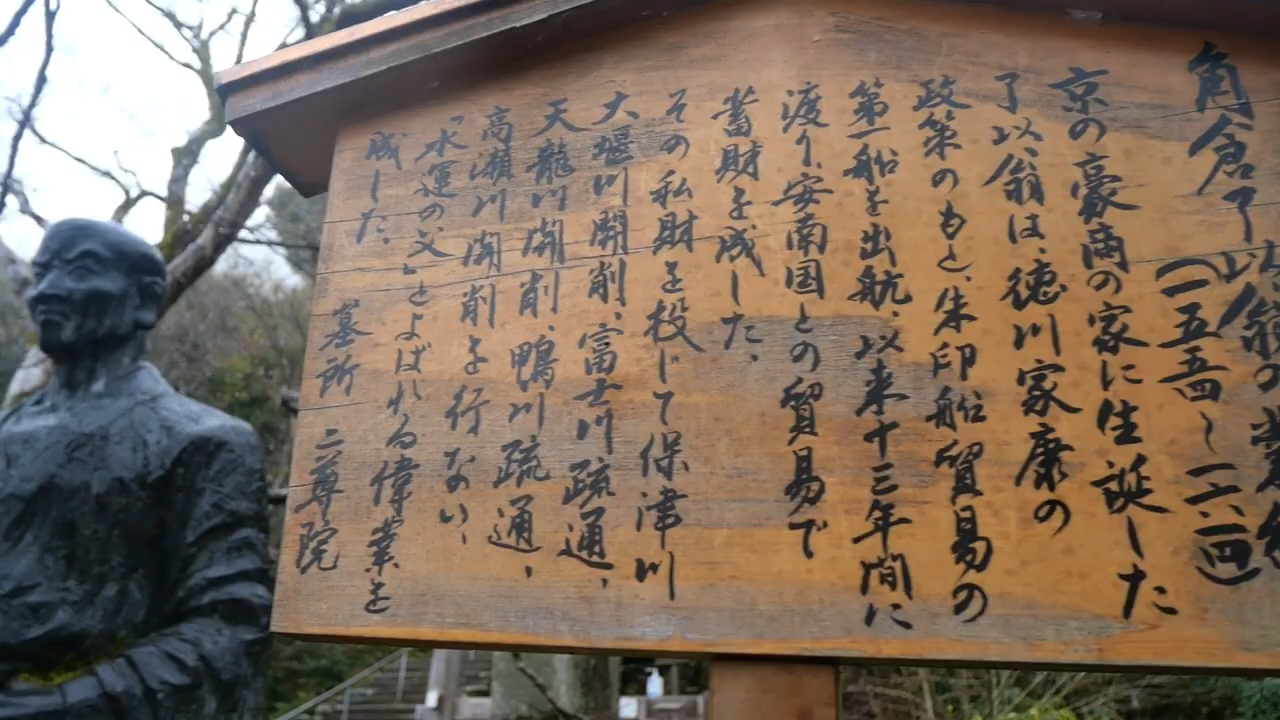 角倉了以翁の
(一五五四〜一六一四)
京の豪商の家に生誕した
了以翁は、徳川家康の
政策のもと、朱印船貿易の
第一船を出航、以来十三年間に
渡り、安南国との貿易で
蓄財を成した、
その私財を投じて保津川
大堰川開削、富士川疏通、
天龍川開削、鴨川疏通、
高瀬川開削を行ない、
「水運の父」とよばれる偉業を
成した、
墓所 二尊院